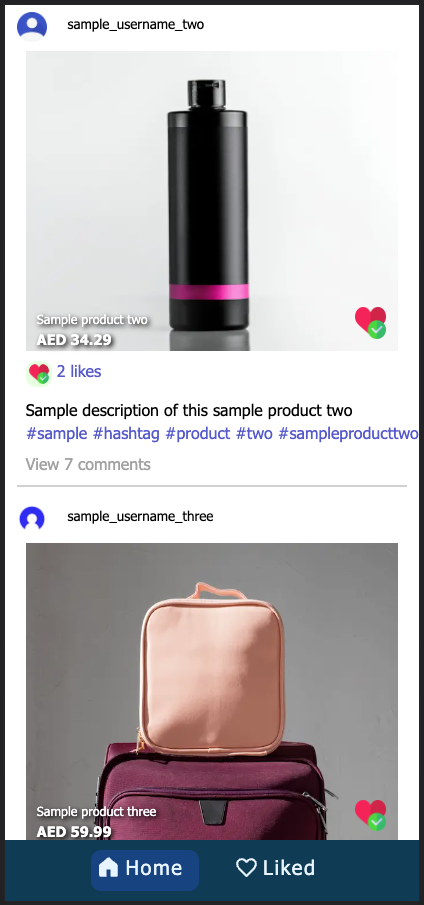 sample_username_two
Sample product two
AED 34.29
2 likes
Sample description of this sample product two
#sample #hashtag #product #two #sampleproducttwo
View 7 comments
sample_username_three
Sample product three
AED 59.99
Home
Liked